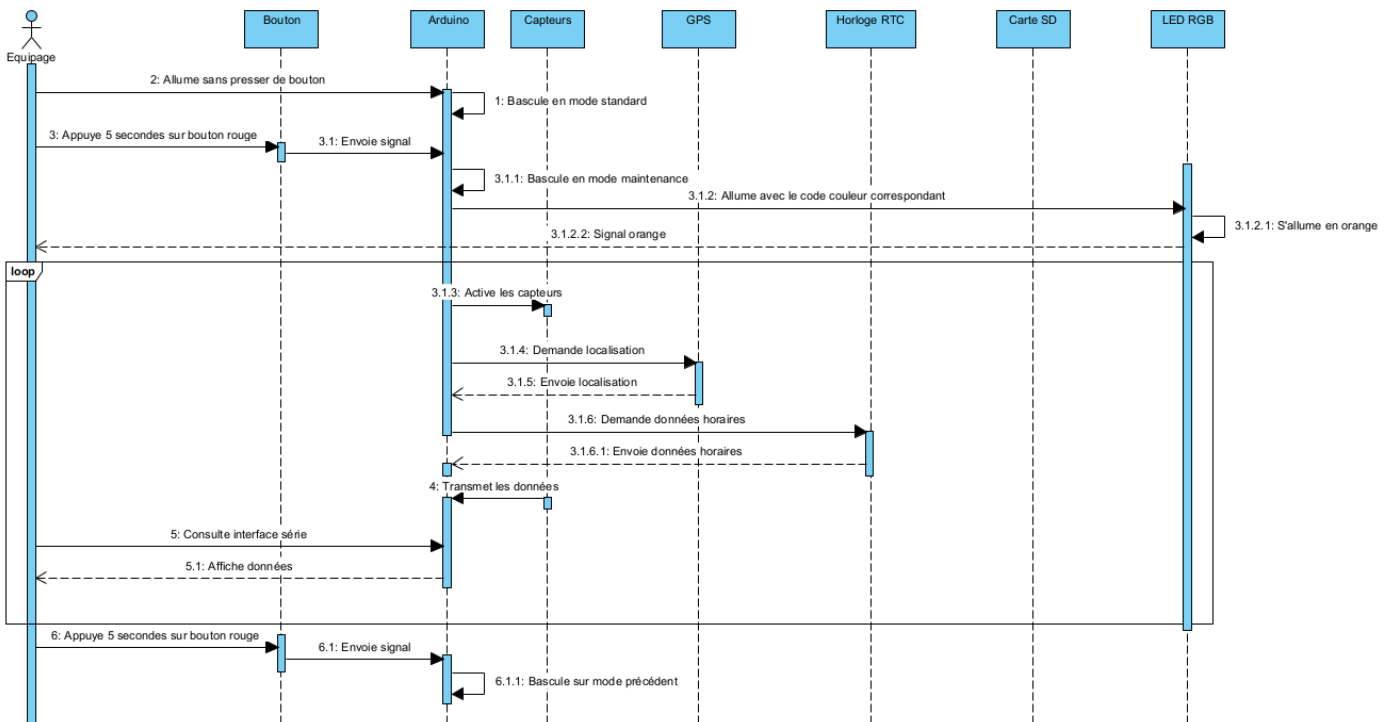 Equipage
Bouton
Arduino
Capteurs
GPS
Horloge RTC
Carte SD
LED RGB
2: Allume sans presser de bouton
1: Bascule en mode standard
3: Appuye 5 secondes sur bouton rouge
3.1: Envoie signal
3.1.1: Bascule en mode maintenance
3.1.2: Allume avec le code couleur correspondant
3.1.2.1: S'allume en orange
3.1.2.2: Signal orange
loop
3.1.3: Active les capteurs
3.1.4: Demande localisation
3.1.5: Envoie localisation
3.1.6: Demande données horaires
3.1.6.1: Envoie données horaires
4: Transmet les données
5: Consulte interface série
5.1: Affiche données
6: Appuye 5 secondes sur bouton rouge
6.1: Envoie signal
6.1.1: Bascule sur mode précédent